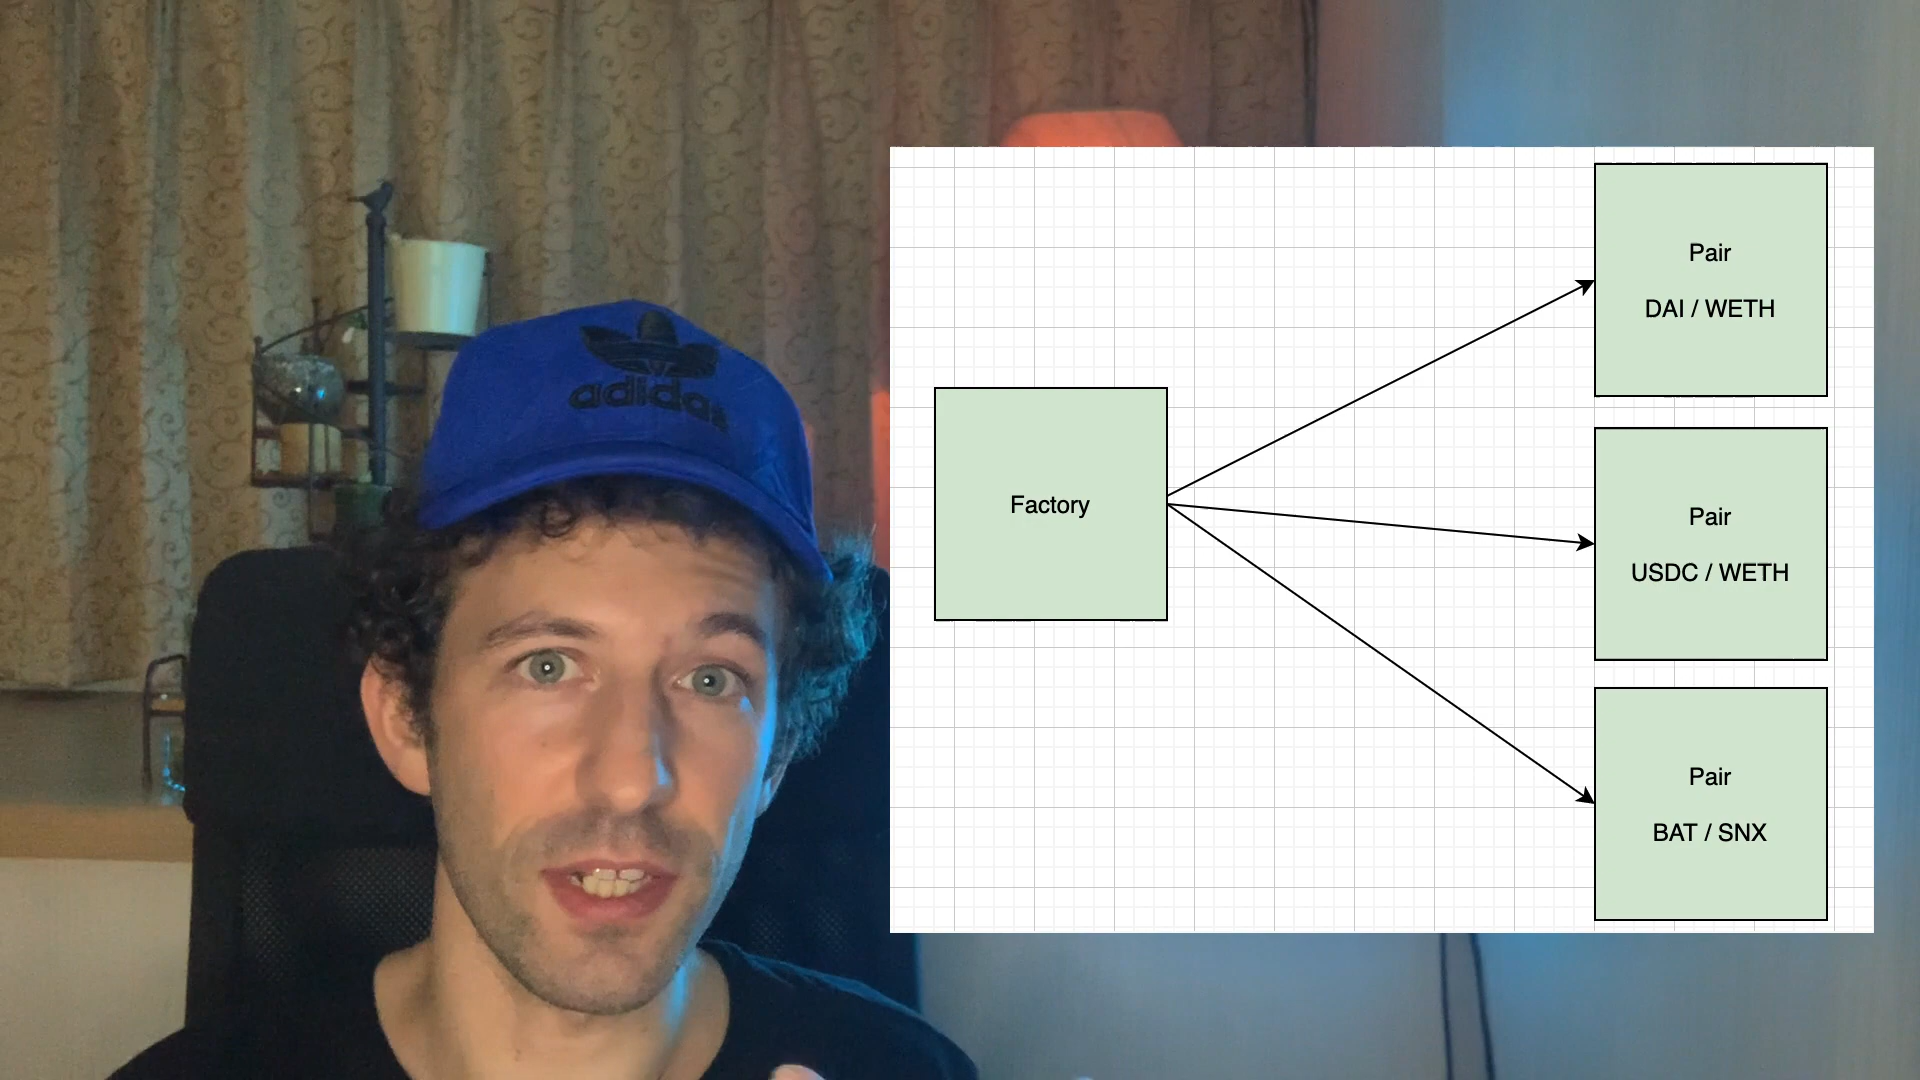 adidas
Factory
Pair
DAI / WETH
Pair
USDC / WETH
Pair
BAT / SNX